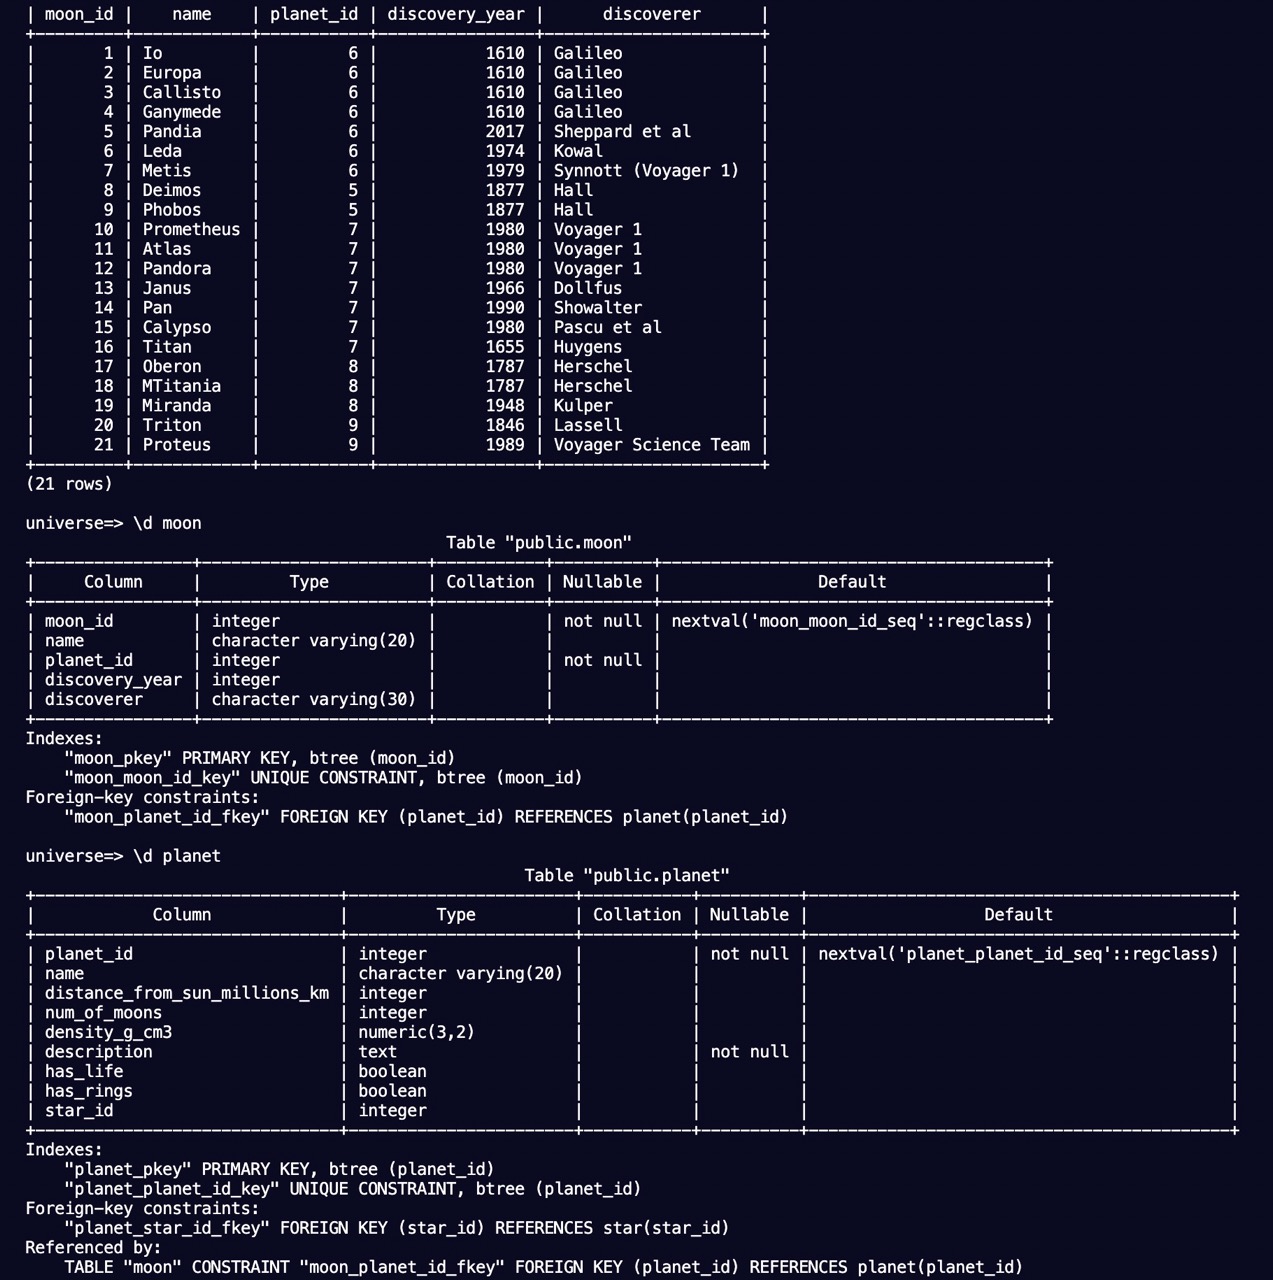 | moon_id | name | planet_id | discovery_year | discoverer |
+---------+------------+-----------+----------------+----------------------+
| 1 | Io | 6 | 1610 | Galileo |
| 2 | Europa | 6 | 1610 | Galileo |
| 3 | Callisto | 6 | 1610 | Galileo |
| 4 | Ganymede | 6 | 1610 | Galileo |
| 5 | Pandia | 6 | 2017 | Sheppard et al |
| 6 | Leda | 6 | 1974 | Kowal |
| 7 | Metis | 6 | 1979 | Synnott (Voyager 1) |
| 8 | Deimos | 5 | 1877 | Hall |
| 9 | Phobos | 5 | 1877 | Hall |
| 10 | Prometheus | 7 | 1980 | Voyager 1 |
| 11 | Atlas | 7 | 1980 | Voyager 1 |
| 12 | Pandora | 7 | 1980 | Voyager 1 |
| 13 | Janus | 7 | 1966 | Dollfus |
| 14 | Pan | 7 | 1990 | Showalter |
| 15 | Calypso | 7 | 1980 | Pascu et al |
| 16 | Titan | 7 | 1655 | Huygens |
| 17 | Oberon | 8 | 1787 | Herschel |
| 18 | MTitania | 8 | 1787 | Herschel |
| 19 | Miranda | 8 | 1948 | Kulper |
| 20 | Triton | 9 | 1846 | Lassell |
| 21 | Proteus | 9 | 1989 | Voyager Science Team |
+---------+------------+-----------+----------------+----------------------+
(21 rows)
universe=> \d moon
Table "public.moon"
+----------------+-----------------------+-----------+----------+---------------------------------------+
| Column | Type | Collation | Nullable | Default |
+----------------+-----------------------+-----------+----------+---------------------------------------+
| moon_id | integer | | not null | nextval('moon_moon_id_seq'::regclass) |
| name | character varying(20) | | | |
| planet_id | integer | | not null | |
| discovery_year | integer | | | |
| discoverer | character varying(30) | | | |
+----------------+-----------------------+-----------+----------+---------------------------------------+
Indexes:
"moon_pkey" PRIMARY KEY, btree (moon_id)
"moon_moon_id_key" UNIQUE CONSTRAINT, btree (moon_id)
Foreign-key constraints:
"moon_planet_id_fkey" FOREIGN KEY (planet_id) REFERENCES planet(planet_id)
universe=> \d planet
Table "public.planet"
+-------------------------------+-----------------------+-----------+----------+-------------------------------------------+
| Column | Type | Collation | Nullable | Default |
+-------------------------------+-----------------------+-----------+----------+-------------------------------------------+
| planet_id | integer | | not null | nextval('planet_planet_id_seq'::regclass) |
| name | character varying(20) | | | |
| distance_from_sun_millions_km | integer | | | |
| num_of_moons | integer | | | |
| density_g_cm3 | numeric(3,2) | | | |
| description | text | | not null | |
| has_life | boolean | | | |
| has_rings | boolean | | | |
| star_id | integer | | | |
+-------------------------------+-----------------------+-----------+----------+-------------------------------------------+
Indexes:
"planet_pkey" PRIMARY KEY, btree (planet_id)
"planet_planet_id_key" UNIQUE CONSTRAINT, btree (planet_id)
Foreign-key constraints:
"planet_star_id_fkey" FOREIGN KEY (star_id) REFERENCES star(star_id)
Referenced by:
TABLE "moon" CONSTRAINT "moon_planet_id_fkey" FOREIGN KEY (planet_id) REFERENCES planet(planet_id)